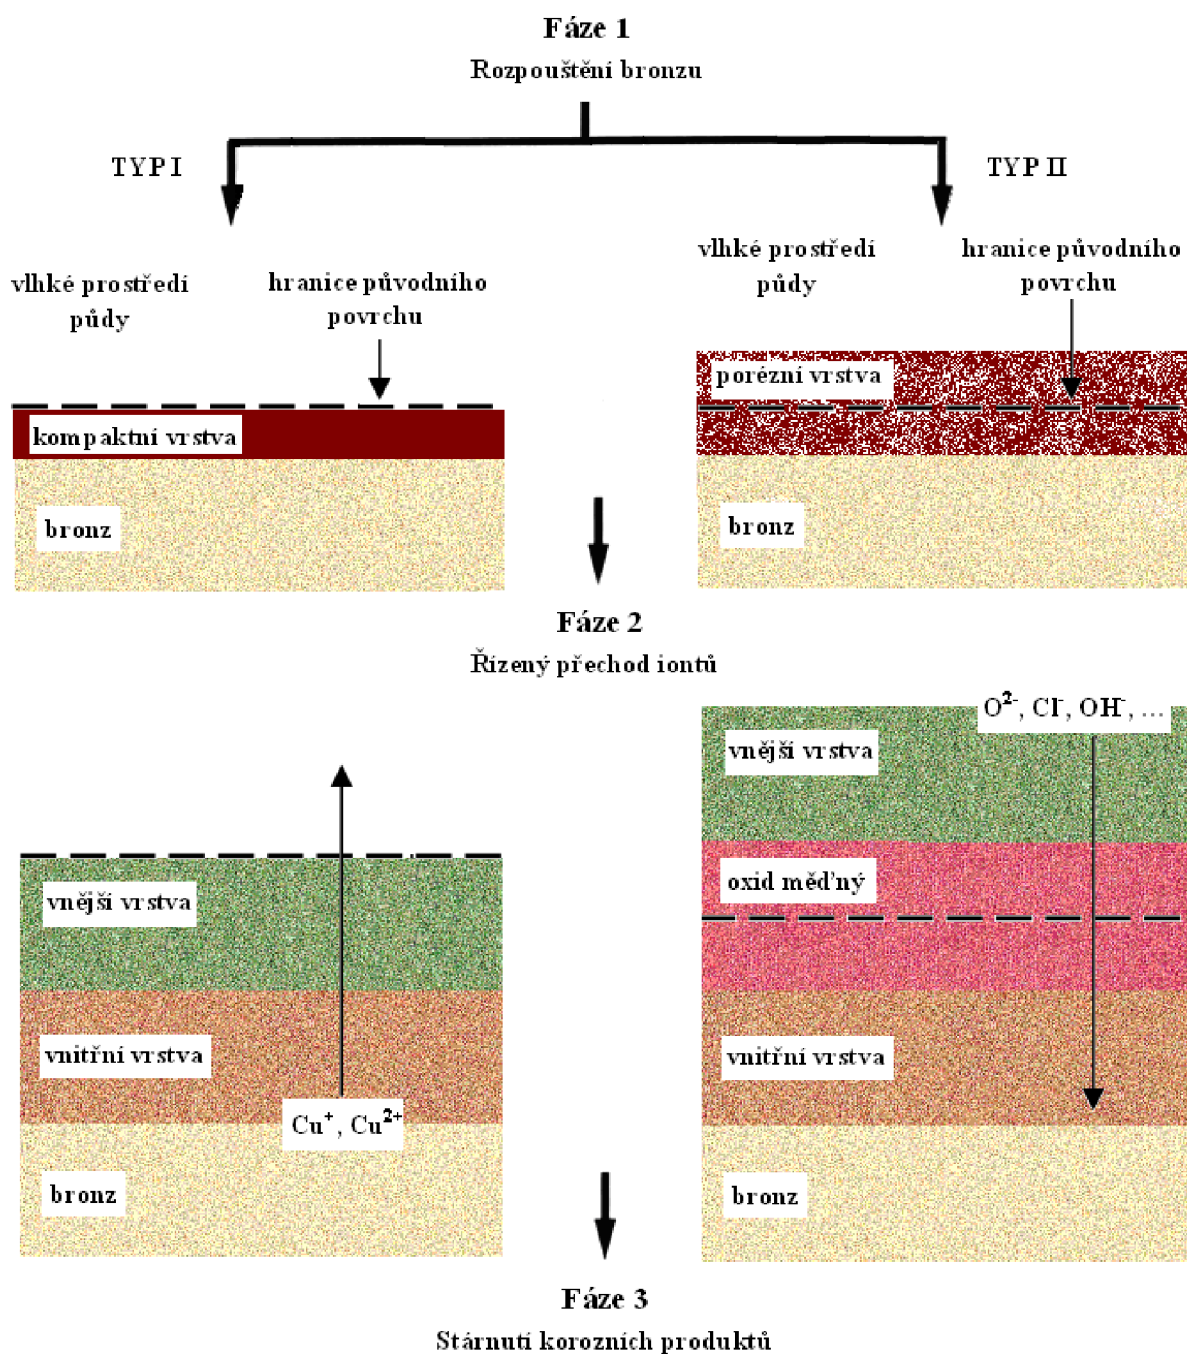 Fáze 1
Rozpouštění bronzu
TYP I
TYP II
vlhké prostředí
půdy
hranice původního
povrchu
kompaktní vrstva
bronz
vlhké prostředí
půdy
hranice původního
povrchu
porézní vrstva
bronz
Fáze 2
Řízený přechod iontů
vnější vrstva
vnitřní vrstva
Cu⁺, Cu²⁺
bronz
O²⁻, Cl⁻, OH⁻, ...
vnější vrstva
oxid měďný
vnitřní vrstva
bronz
Fáze 3
Stárnutí korozních produktů